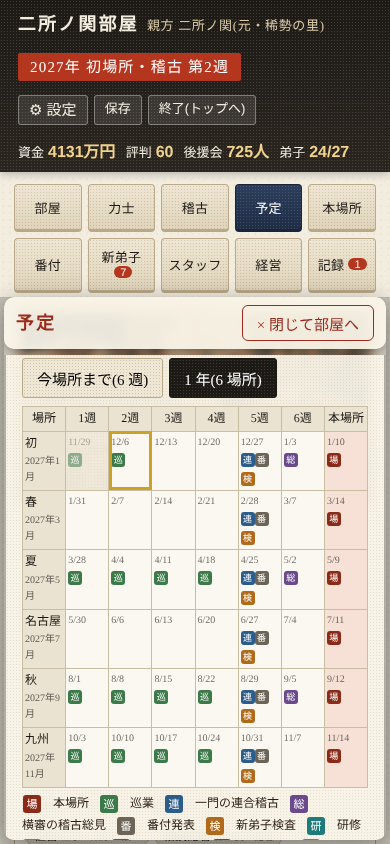 二所ノ関部屋 親方 二所ノ関(元・稀勢の里)
2027年 初場所・稽古 第2週
⚙ 設定 保存 終了(トップへ)
資金 4131万円 評判 60 後援会 725人 弟子 24/27
部屋 力士 稽古 予定 本場所
番付 新弟子 7 スタッフ 経営 記録 1
予定 × 閉じて部屋へ
今場所まで(6 週) 1 年(6 場所)
場所 1週 2週 3週 4週 5週 6週 本場所
初 11/29 12/6 12/13 12/20 12/27 1/3 1/10
2027年1 巡 巡 連 番 総 場
月 検
春 1/31 2/7 2/14 2/21 2/28 3/7 3/14
2027年3 連 番 場
月 検
夏 3/28 4/4 4/11 4/18 4/25 5/2 5/9
2027年5 巡 巡 巡 巡 連 番 総 場
月 検
名古屋 5/30 6/6 6/13 6/20 6/27 7/4 7/11
2027年7 連 番 場
月 検
秋 8/1 8/8 8/15 8/22 8/29 9/5 9/12
2027年9 巡 巡 巡 巡 連 番 総 場
月 検
九州 10/3 10/10 10/17 10/24 10/31 11/7 11/14
2027年 巡 巡 巡 巡 連 番 場
11月 検
場 本場所 巡 巡業 連 一門の連合稽古 総
横審の稽古総見 番 番付発表 検 新弟子検査 研 研修